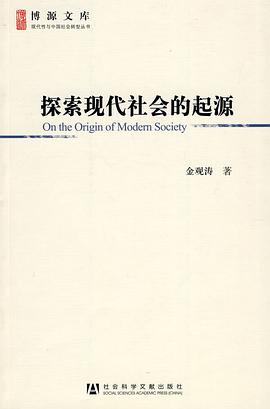 博源文库
现代性与中国社会转型丛书
探索现代社会的起源
On the Origin of Modern Society
金观涛 著
社会科学文献出版社
SOCIAL SCIENCES ACADEMIC PRESS (CHINA)